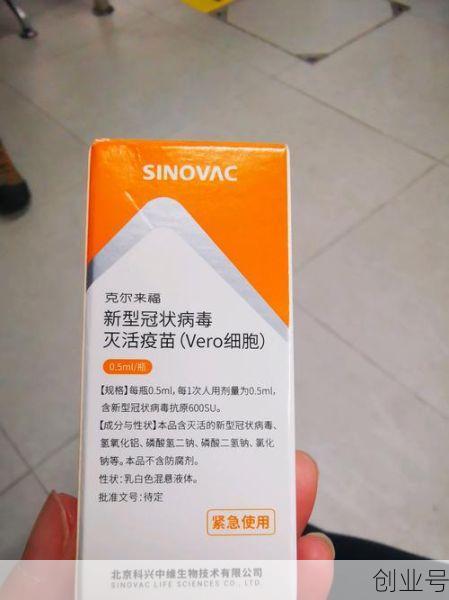 SINOVAC
克尔来福
新型冠状病毒
灭活疫苗(Vero细胞)
0.5ml/瓶
【规格】每瓶0.5ml,每1次人用剂量为0.5ml,
含新型冠状病毒抗原600SU。
【成分与性状】本品含灭活的新型冠状病毒、
氢氧化铝、磷酸氢二钠、磷酸二氢钠、氯化
钠等。本品不含防腐剂。
性状:乳白色混悬液体。
批准文号:待定
紧急使用
北京科兴中维生物技术有限公司
SINOVAC LIFE SCIENCES CO., LTD.
创业号